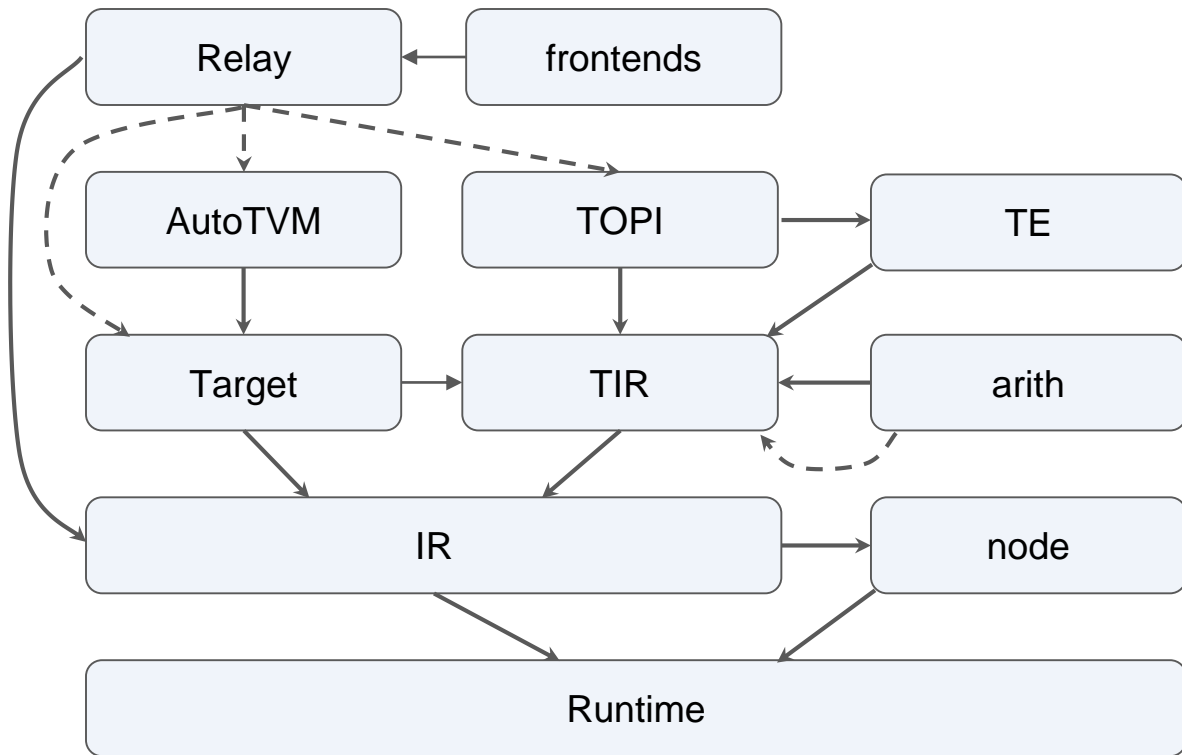 Relay
frontends
AutoTVM
TOPI
TE
Target
TIR
arith
IR
node
Runtime